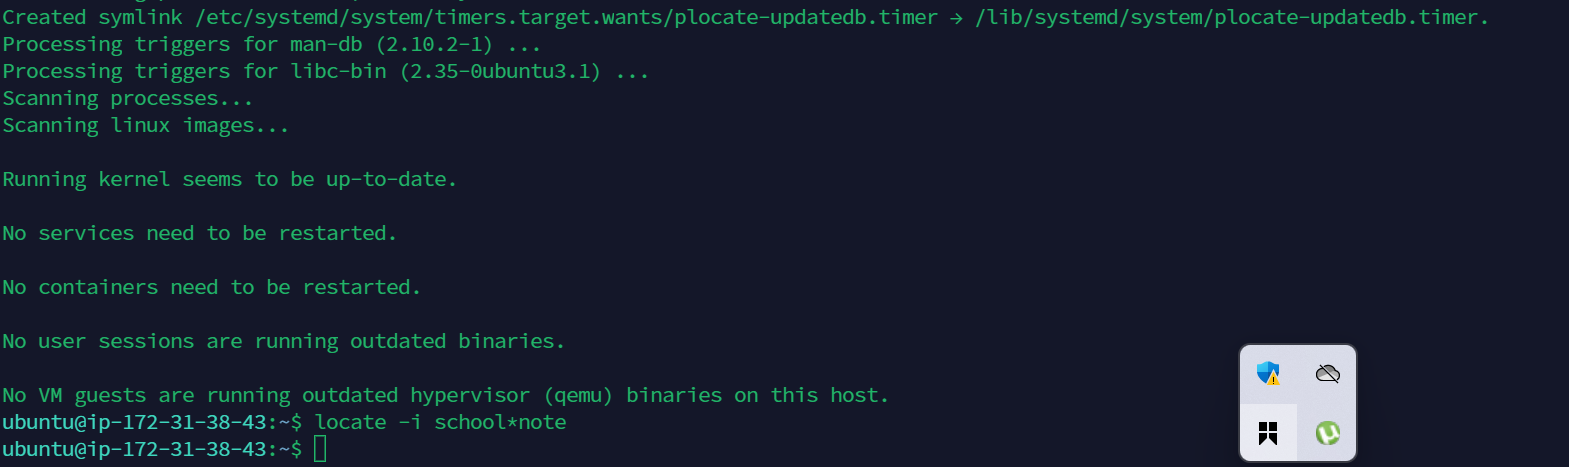 Created symlink /etc/systemd/system/timers.target.wants/plocate-updatedb.timer → /lib/systemd/system/plocate-updatedb.timer.
Processing triggers for man-db (2.10.2-1) ...
Processing triggers for libc-bin (2.35-0ubuntu3.1) ...
Scanning processes...
Scanning linux images...
Running kernel seems to be up-to-date.
No services need to be restarted.
No containers need to be restarted.
No user sessions are running outdated binaries.
No VM guests are running outdated hypervisor (qemu) binaries on this host.
ubuntu@ip-172-31-38-43:~$ locate -i school*note
ubuntu@ip-172-31-38-43:~$